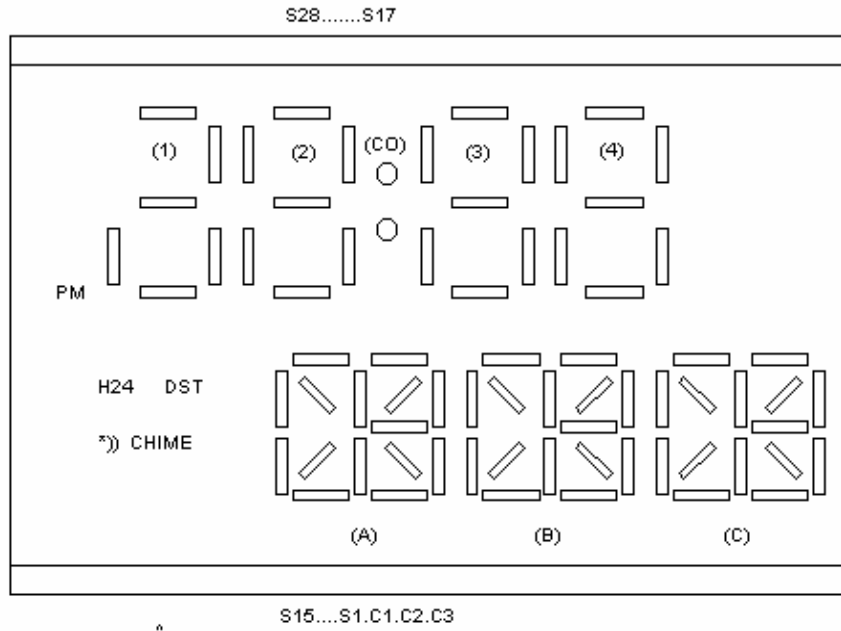 S28.......S17
(1) (2) (CO) (3) (4)
PM
H24 DST
*)) CHIME
(A) (B) (C)
S15....S1.C1.C2.C3